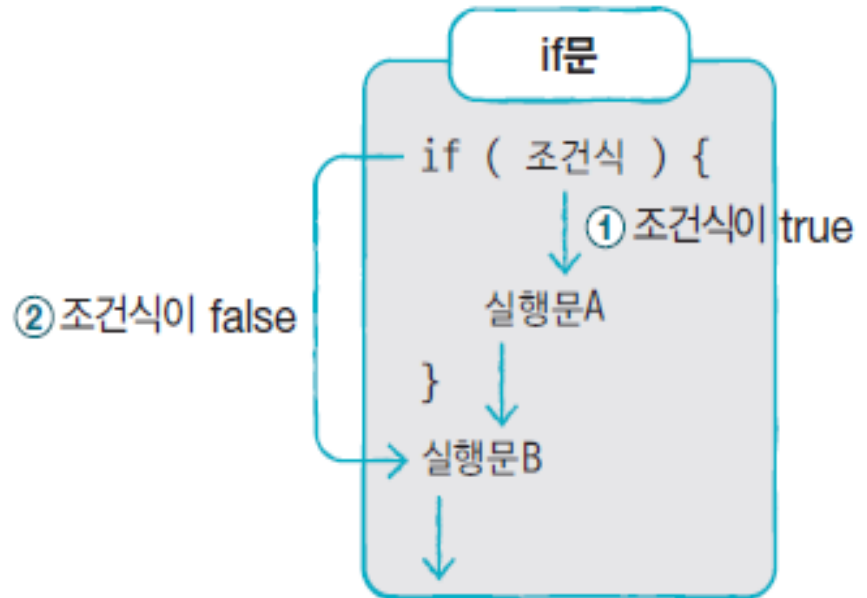 if문
if ( 조건식 ) {
① 조건식이 true
② 조건식이 false
실행문A
}
실행문B